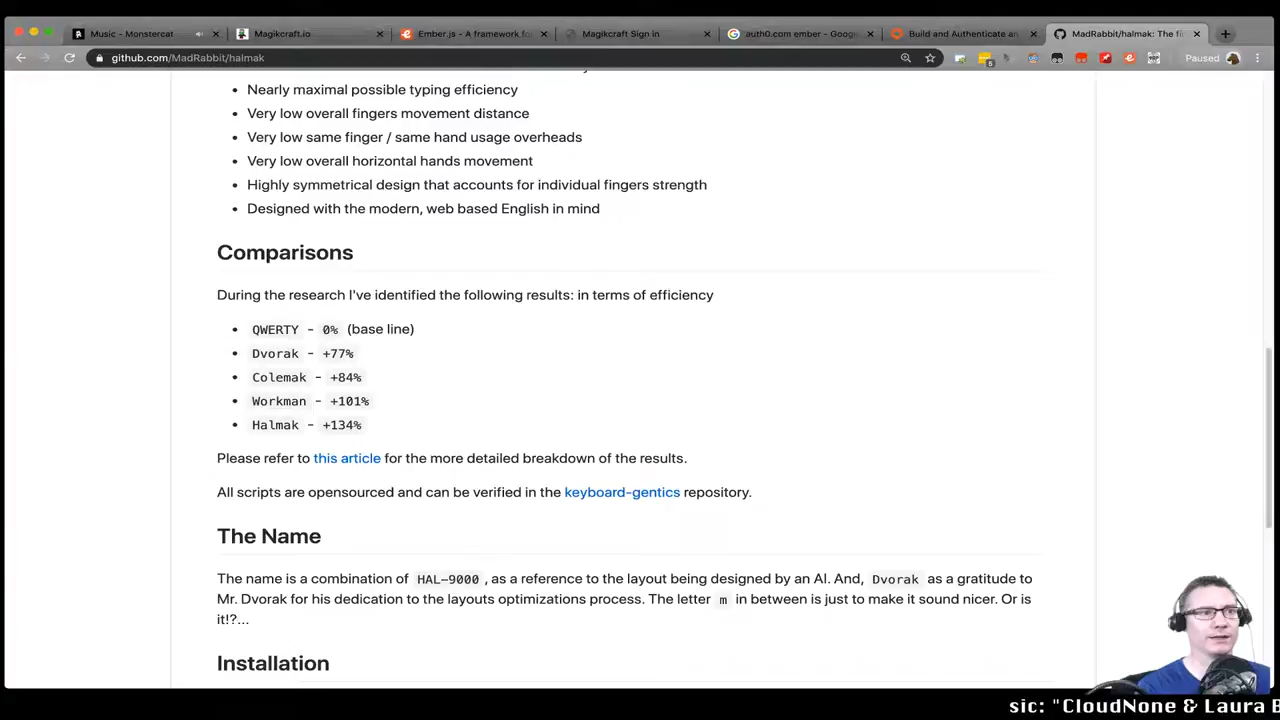 Music - Monstercat
Magikcraft.io
Ember.js - A framework fo
Magikcraft Sign in
auth0.com ember - Goog
Build and Authenticate an
MadRabbit/halmak: The fi
github.com/MadRabbit/halmak
Paused
Nearly maximal possible typing efficiency
Very low overall fingers movement distance
Very low same finger / same hand usage overheads
Very low overall horizontal hands movement
Highly symmetrical design that accounts for individual fingers strength
Designed with the modern, web based English in mind
Comparisons
During the research I've identified the following results: in terms of efficiency
QWERTY - 0% (base line)
Dvorak - +77%
Colemak - +84%
Workman - +101%
Halmak - +134%
Please refer to this article for the more detailed breakdown of the results.
All scripts are opensourced and can be verified in the keyboard-gentics repository.
The Name
The name is a combination of HAL-9000, as a reference to the layout being designed by an AI. And, Dvorak as a gratitude to
Mr. Dvorak for his dedication to the layouts optimizations process. The letter m in between is just to make it sound nicer. Or is
it!?...
Installation
sic: "CloudNone & Laura B